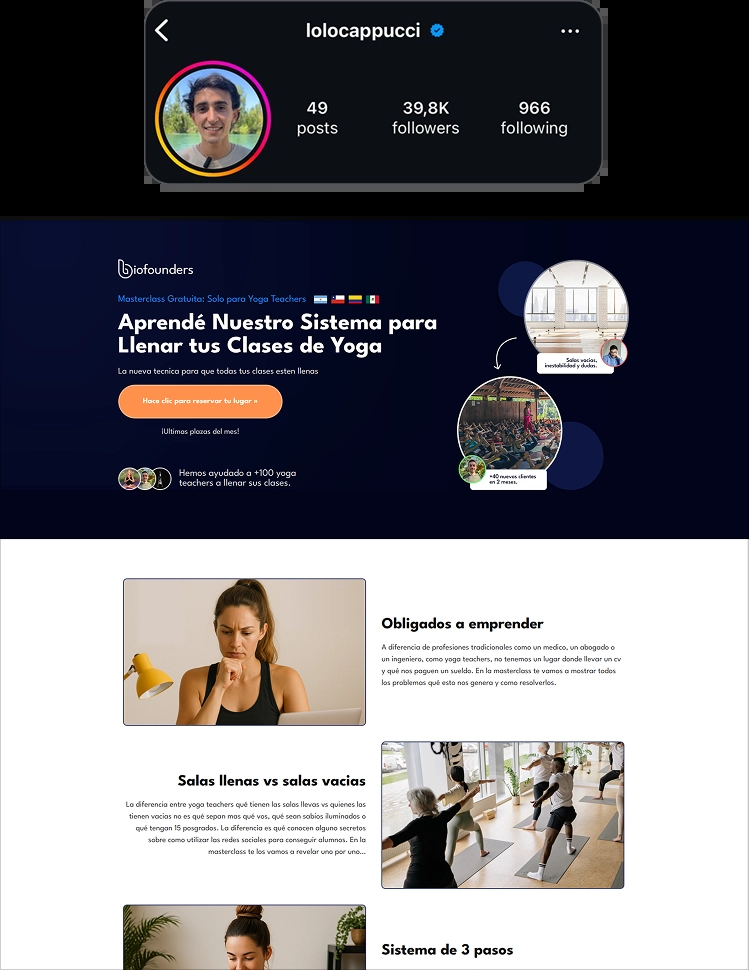 lolocappucci
49
39,8K
966
posts
followers
following
biofounders
Masterclass Gratuita: Solo para Yoga Teachers
Aprendé Nuestro Sistema para
Llenar tus Clases de Yoga
La nueva tecnica para que todas tus clases esten llenas
Hace clic para reservar tu lugar »
¡Ultimas plazas del mes!
Hemos ayudado a +100 yoga
teachers a llenar sus clases.
Salas vacias,
inestabilidad y dudas.
+40 nuevos clientes
en 2 meses.
Obligados a emprender
A diferencia de profesiones tradicionales como un medico, un abogado o
un ingeniero, como yoga teachers, no tenemos un lugar donde llevar un cv
y qué nos paguen un sueldo. En la masterclass te vamos a mostrar todos
los problemas qué esto nos genera y como resolverlos.
Salas llenas vs salas vacias
La diferencia entre yoga teachers qué tienen las salas llevas vs quienes las
tienen vacias no es qué sepan mas qué vos, qué sean sabios iluminados o
qué tengan 15 posgrados. La diferencia es qué conocen alguno secretos
sobre como utilizar las redes sociales para conseguir alumnos. En la
masterclass te los vamos a revelar uno por uno...
Sistema de 3 pasos